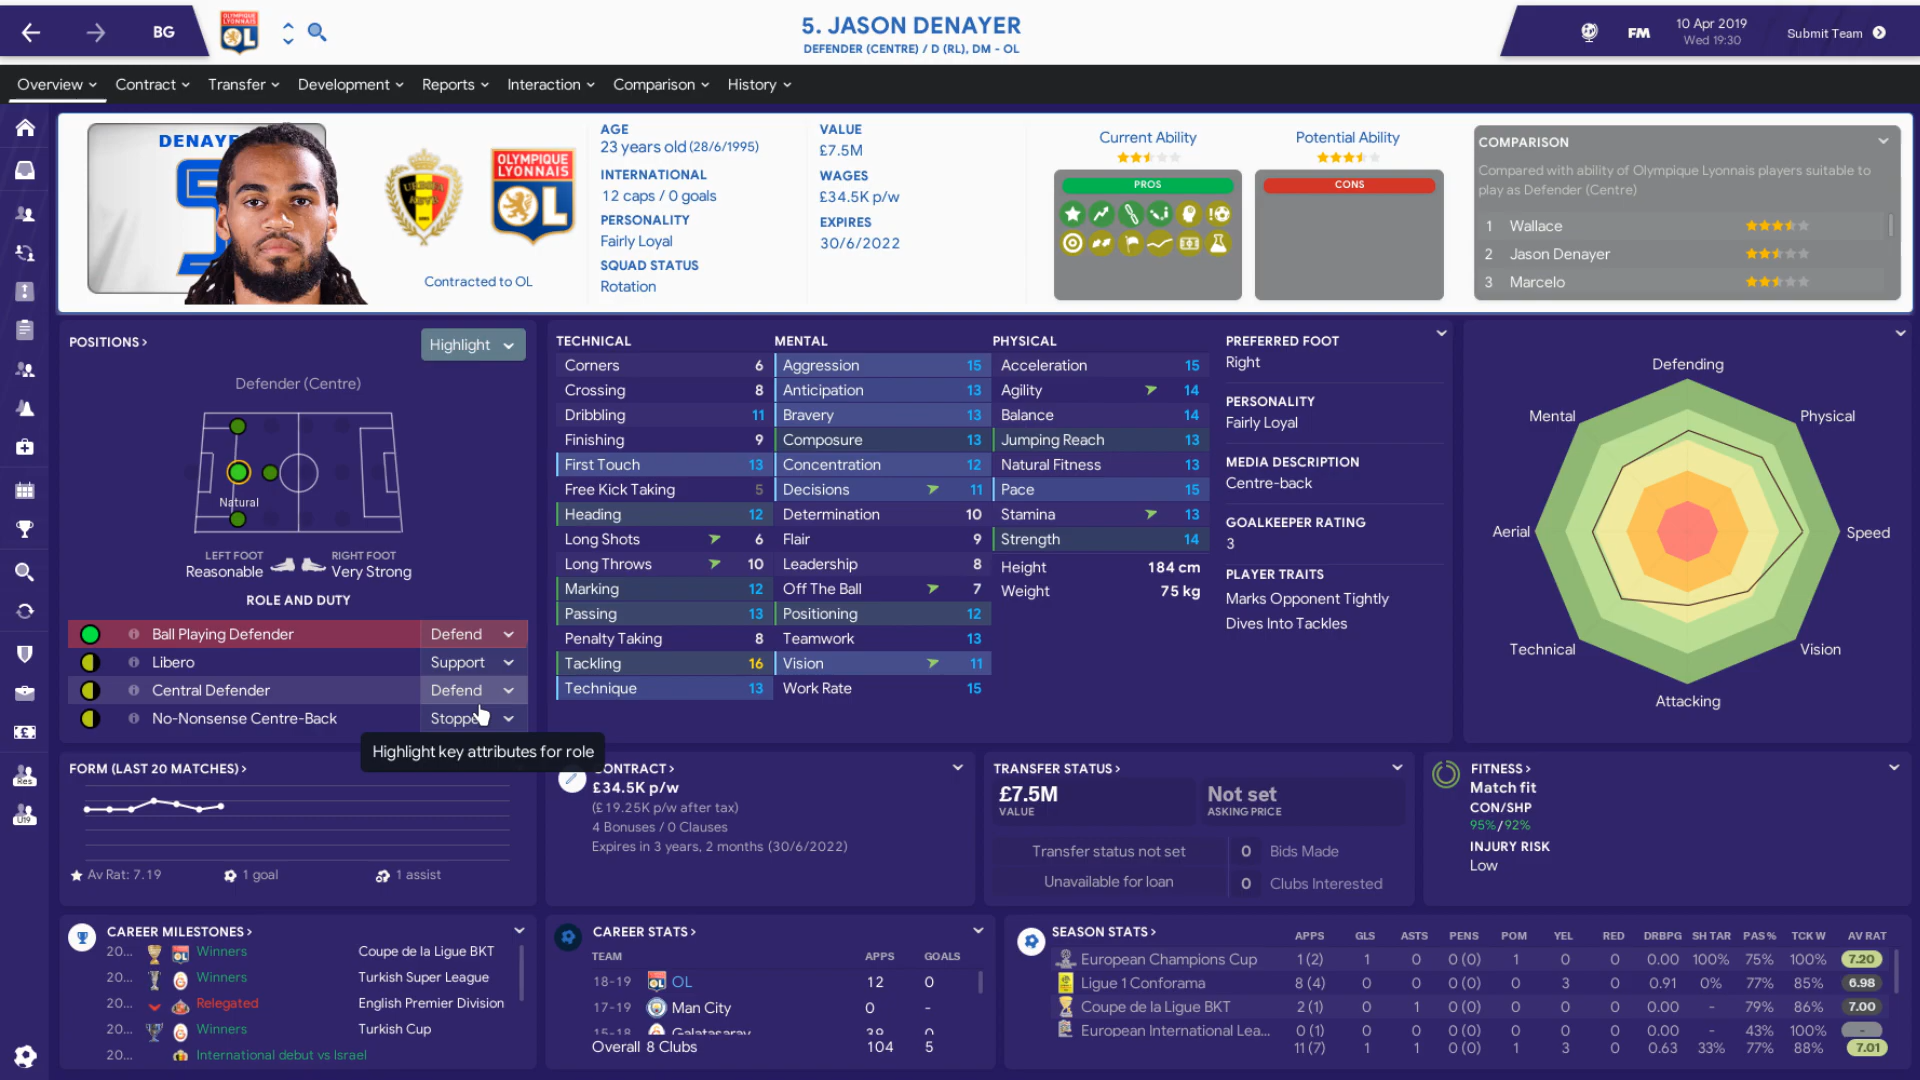 BG
OLYMPIQUE LYONNAIS
OL
5. JASON DENAYER
DEFENDER (CENTRE) / D (RL), DM - OL
FM
10 Apr 2019
Wed 19:30
Submit Team
Overview
Contract
Transfer
Development
Reports
Interaction
Comparison
History
DENAYE
5
OLYMPIQUE LYONNAIS
OL
Contracted to OL
AGE
23 years old (28/6/1995)
INTERNATIONAL
12 caps / 0 goals
PERSONALITY
Fairly Loyal
SQUAD STATUS
Rotation
VALUE
£7.5M
WAGES
£34.5K p/w
EXPIRES
30/6/2022
Current Ability
PROS
Potential Ability
CONS
COMPARISON
Compared with ability of Olympique Lyonnais players suitable to
play as Defender (Centre)
1 Wallace
2 Jason Denayer
3 Marcelo
POSITIONS >
Highlight
Defender (Centre)
Natural
LEFT FOOT
Reasonable
RIGHT FOOT
Very Strong
ROLE AND DUTY
Ball Playing Defender Defend
Libero Support
Central Defender Defend
No-Nonsense Centre-Back Stoppe
Highlight key attributes for role
TECHNICAL
Corners 6
Crossing 8
Dribbling 11
Finishing 9
First Touch 13
Free Kick Taking 5
Heading 12
Long Shots 6
Long Throws 10
Marking 12
Passing 13
Penalty Taking 8
Tackling 16
Technique 13
MENTAL
Aggression 15
Anticipation 13
Bravery 13
Composure 13
Concentration 12
Decisions 11
Determination 10
Flair 9
Leadership 8
Off The Ball 7
Positioning 12
Teamwork 13
Vision 11
Work Rate 15
PHYSICAL
Acceleration 15
Agility 14
Balance 14
Jumping Reach 13
Natural Fitness 13
Pace 15
Stamina 13
Strength 14
Height 184 cm
Weight 75 kg
PREFERRED FOOT
Right
PERSONALITY
Fairly Loyal
MEDIA DESCRIPTION
Centre-back
GOALKEEPER RATING
3
PLAYER TRAITS
Marks Opponent Tightly
Dives Into Tackles
Defending
Physical
Speed
Vision
Attacking
Technical
Aerial
Mental
FORM (LAST 20 MATCHES) >
Av Rat: 7.19
1 goal
1 assist
CONTRACT >
£34.5K p/w
(£19.25K p/w after tax)
4 Bonuses / 0 Clauses
Expires in 3 years, 2 months (30/6/2022)
TRANSFER STATUS >
£7.5M
VALUE
Not set
ASKING PRICE
Transfer status not set
Unavailable for loan
0 Bids Made
0 Clubs Interested
FITNESS >
Match fit
CON/SHP
95%/92%
INJURY RISK
Low
CAREER MILESTONES >
20... Winners Coupe de la Ligue BKT
20... Winners Turkish Super League
20... Relegated English Premier Division
20... Winners Turkish Cup
20... International debut vs Israel
CAREER STATS >
TEAM APPS GOALS
18-19 OL 12 0
17-19 Man City 0 -
15-18 Galatasaray 39 0
Overall 8 Clubs 104 5
SEASON STATS >
APPS GLS ASTS PENS POM YEL RED DRBPG SH TAR PAS% TCK W AV RAT
European Champions Cup 1 (2) 1 0 0 (0) 1 0 0 0.00 100% 75% 100% 7.20
Ligue 1 Conforama 8 (4) 0 0 0 (0) 0 3 0 0.91 0% 77% 85% 6.98
Coupe de la Ligue BKT 2 (1) 0 1 0 (0) 0 0 0 0.00 - 79% 86% 7.00
European International Lea... 0 (1) 0 0 0 (0) 0 0 0 0.00 - 43% 100% -
11 (7) 1 1 0 (0) 1 3 0 0.63 33% 77% 88% 7.01
Res
U19